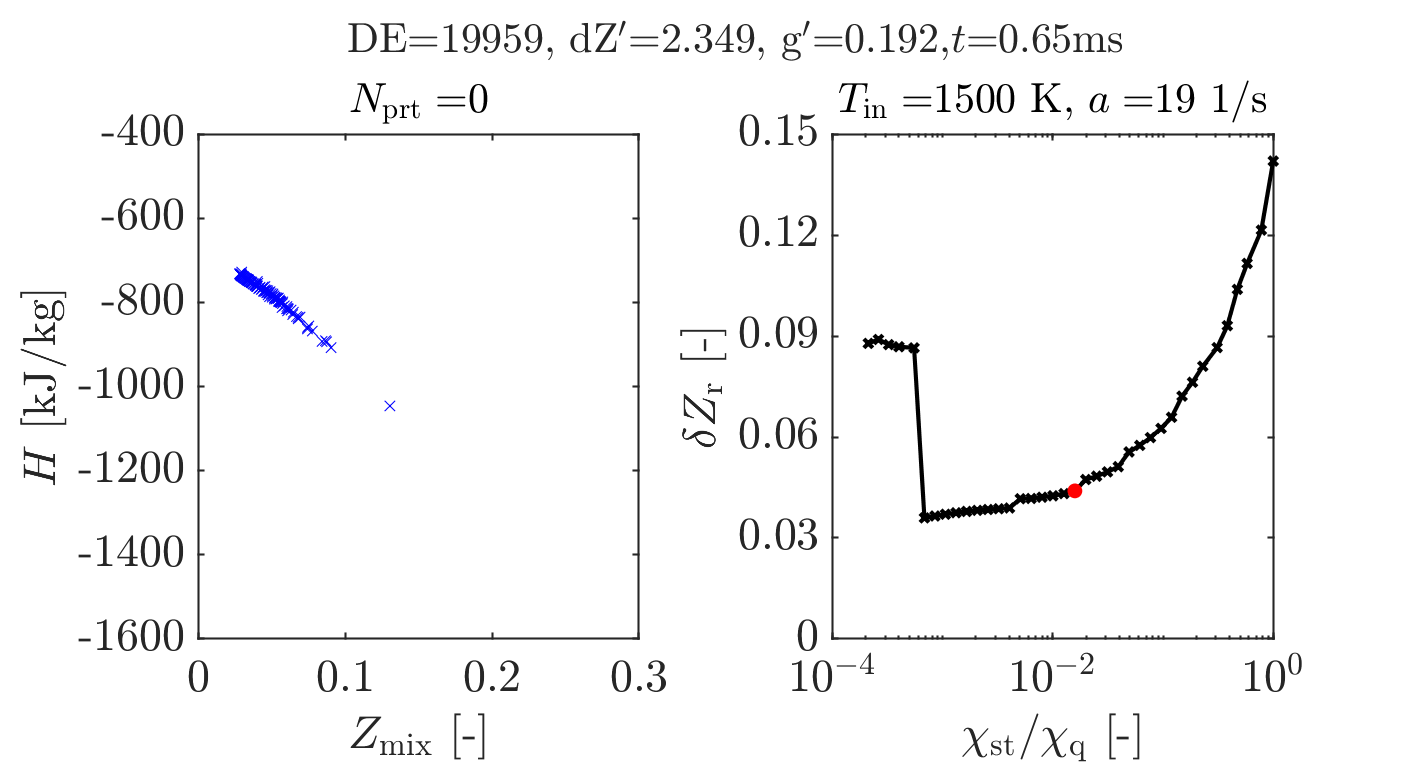 DE=19959, dZ′=2.349, g′=0.192,t=0.65ms
N_prt =0
-400
-600
-800
-1000
-1200
-1400
-1600
0 0.1 0.2 0.3
H [kJ/kg]
Z_mix [-]
T_in =1500 K, a =19 1/s
0.15
0.12
0.09
0.06
0.03
0
10^−4 10^−2 10^0
δZ_r [-]
χ_st/χ_q [-]